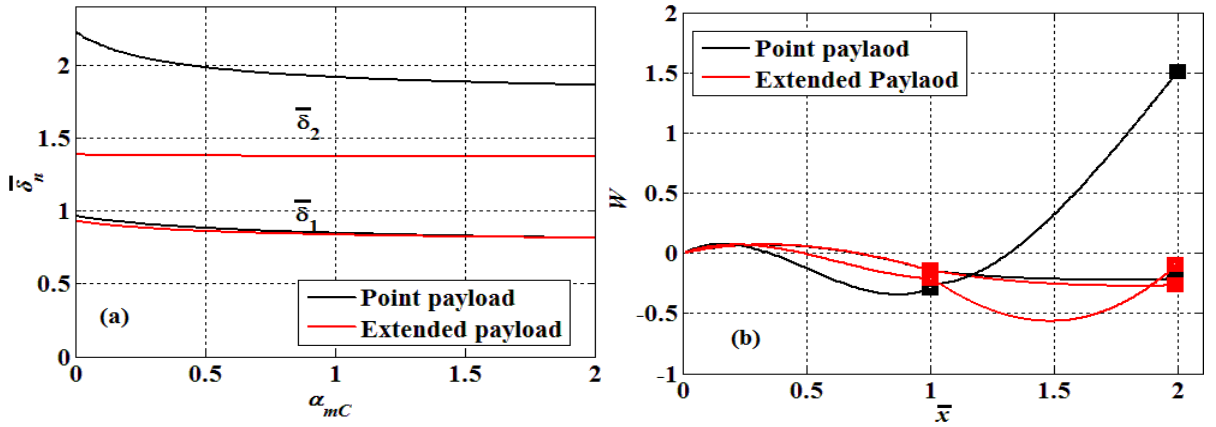 2
1.5
1
0.5
0
δ̅n
δ̅2
δ̅1
Point payload
Extended payload
(a)
0 0.5 1 1.5 2
αmC
2
1.5
1
0.5
0
-0.5
-1
W
Point paylaod
Extended Paylaod
(b)
0 0.5 1 1.5 2
x̅